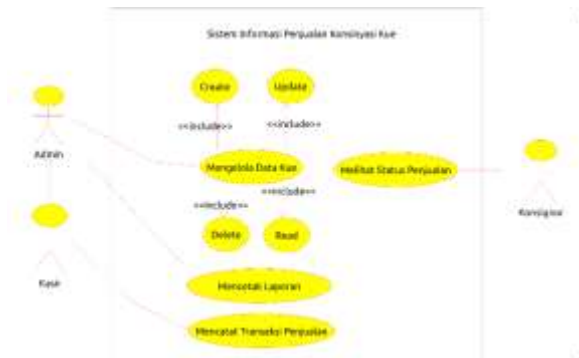 Sistem Informasi Penjualan Konsinyasi Kue
Create
Update
<<include>>
<<include>>
Admin
Mengelola Data Kue
Melihat Status Penjualan
<<include>>
<<include>>
Konsignor
Delete
Read
Kasir
Mencetak Laporan
Mencatat Transaksi Penjualan